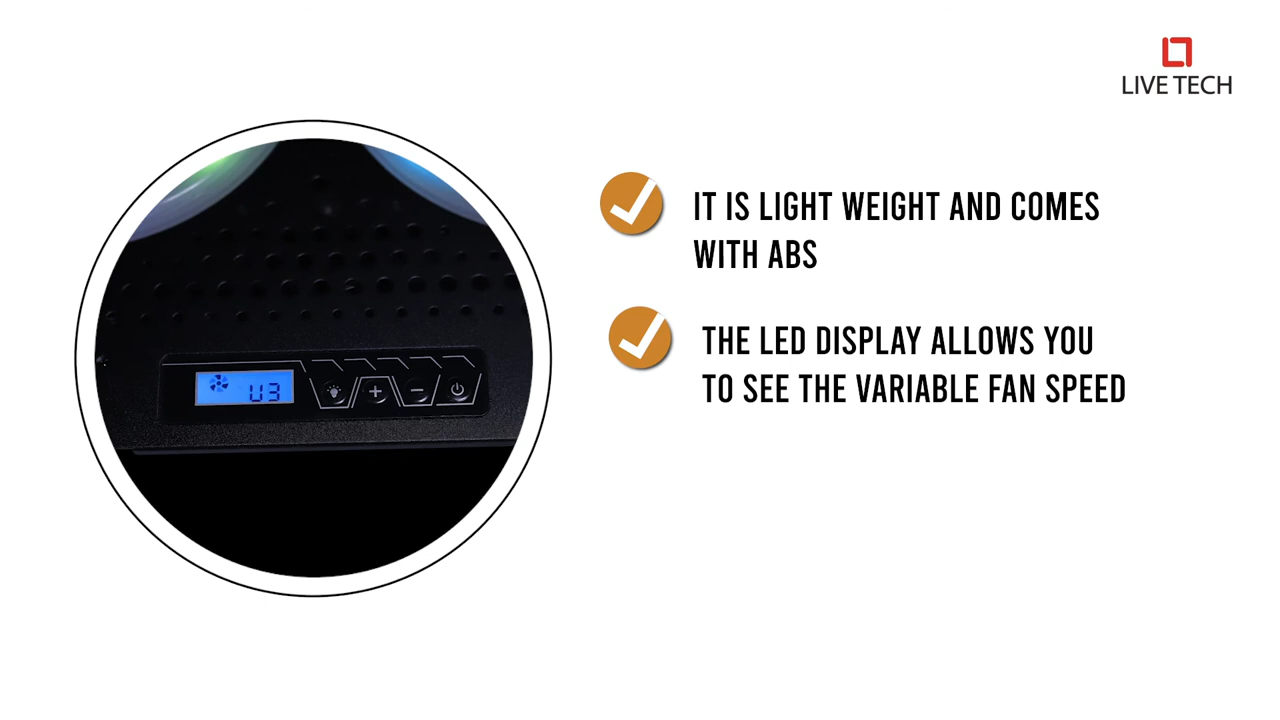 LIVE TECH
IT IS LIGHT WEIGHT AND COMES
WITH ABS
THE LED DISPLAY ALLOWS YOU
TO SEE THE VARIABLE FAN SPEED
U3